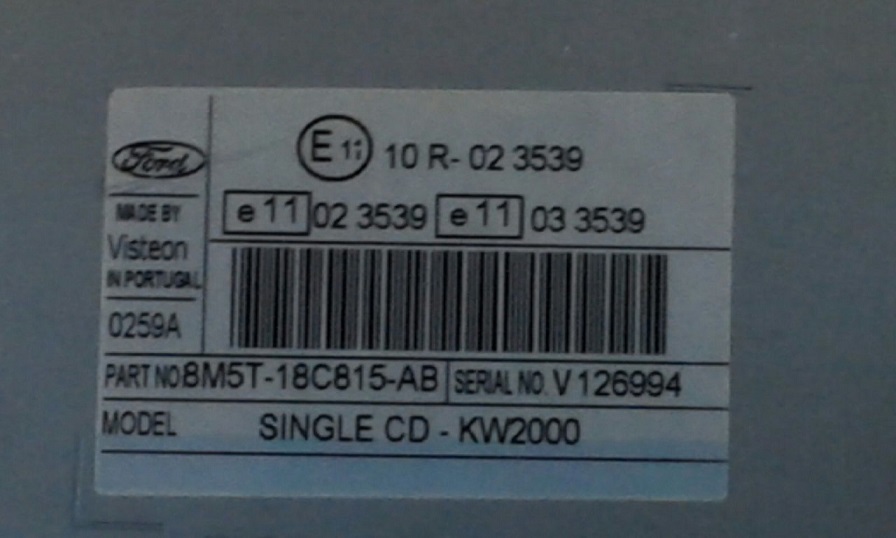 Ford
MADE BY
Visteon
IN PORTUGAL
0259A
E 11 10 R- 02 3539
e 11 02 3539 e 11 03 3539
PART NO 8M5T-18C815-AB SERIAL NO. V 126994
MODEL SINGLE CD - KW2000